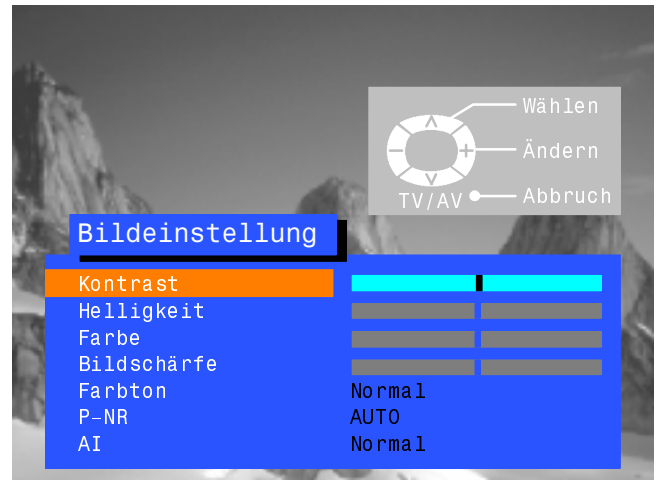 Wählen
Ändern
TV/AV Abbruch
Bildeinstellung
Kontrast
Helligkeit
Farbe
Bildschärfe
Farbton Normal
P-NR AUTO
AI Normal